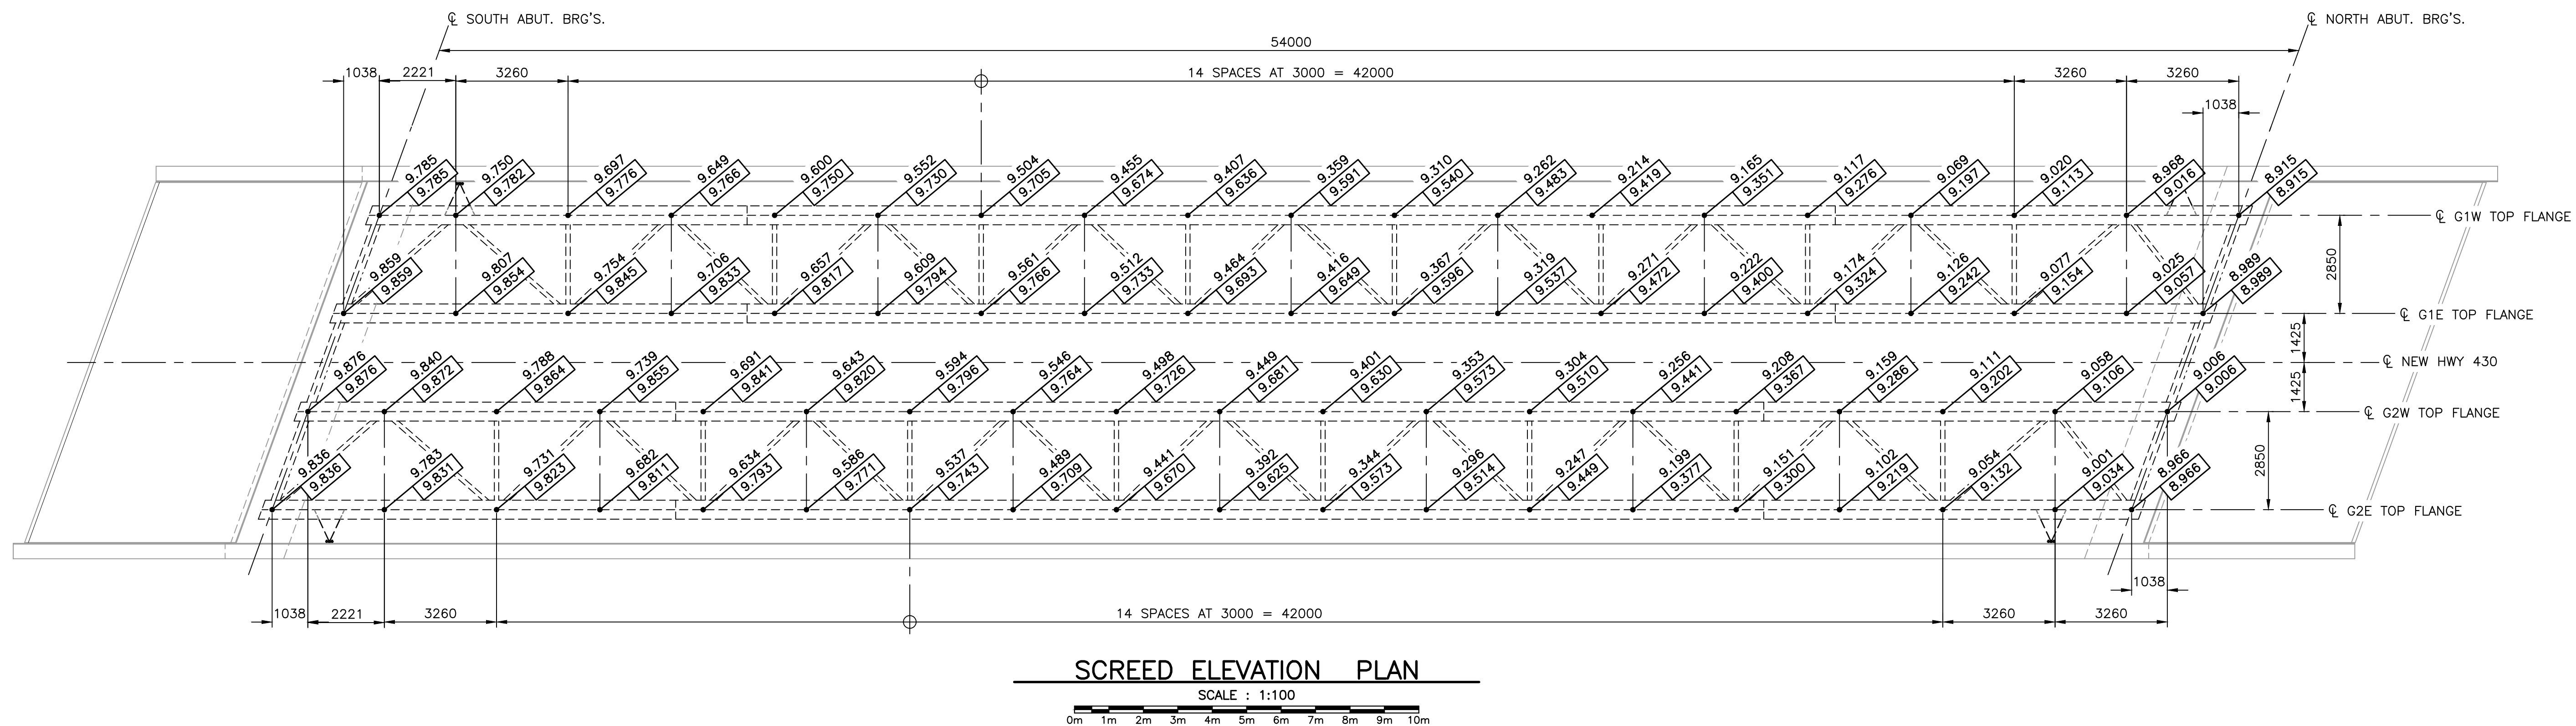 ℄ SOUTH ABUT. BRG'S.
℄ NORTH ABUT. BRG'S.
54000
1038 2221 3260 14 SPACES AT 3000 = 42000 3260 3260
1038
9.785 9.750 9.697 9.649 9.600 9.552 9.504 9.455 9.407 9.359 9.310 9.262 9.214 9.165 9.117 9.069 9.020 8.968 8.915
9.785 9.782 9.776 9.766 9.750 9.730 9.705 9.674 9.636 9.591 9.540 9.483 9.419 9.351 9.276 9.197 9.113 9.016 8.915
℄ G1W TOP FLANGE
9.859 9.807 9.754 9.706 9.657 9.609 9.561 9.512 9.464 9.416 9.367 9.319 9.271 9.222 9.174 9.126 9.077 9.025 8.989
9.859 9.854 9.845 9.833 9.817 9.794 9.766 9.733 9.693 9.649 9.596 9.537 9.472 9.400 9.324 9.242 9.154 9.057 8.989
2850
℄ G1E TOP FLANGE
1425
℄ NEW HWY 430
9.876 9.840 9.788 9.739 9.691 9.643 9.594 9.546 9.498 9.449 9.401 9.353 9.304 9.256 9.208 9.159 9.111 9.058 9.006
9.876 9.872 9.864 9.855 9.841 9.820 9.796 9.764 9.726 9.681 9.630 9.573 9.510 9.441 9.367 9.286 9.202 9.106 9.006
1425
℄ G2W TOP FLANGE
9.836 9.783 9.731 9.682 9.634 9.586 9.537 9.489 9.441 9.392 9.344 9.296 9.247 9.199 9.151 9.102 9.054 9.001 8.966
9.836 9.831 9.823 9.811 9.793 9.771 9.743 9.709 9.670 9.625 9.573 9.514 9.449 9.377 9.300 9.219 9.132 9.034 8.966
2850
℄ G2E TOP FLANGE
1038
1038 2221 3260 14 SPACES AT 3000 = 42000 3260 3260
SCREED ELEVATION PLAN
SCALE : 1:100
0m 1m 2m 3m 4m 5m 6m 7m 8m 9m 10m